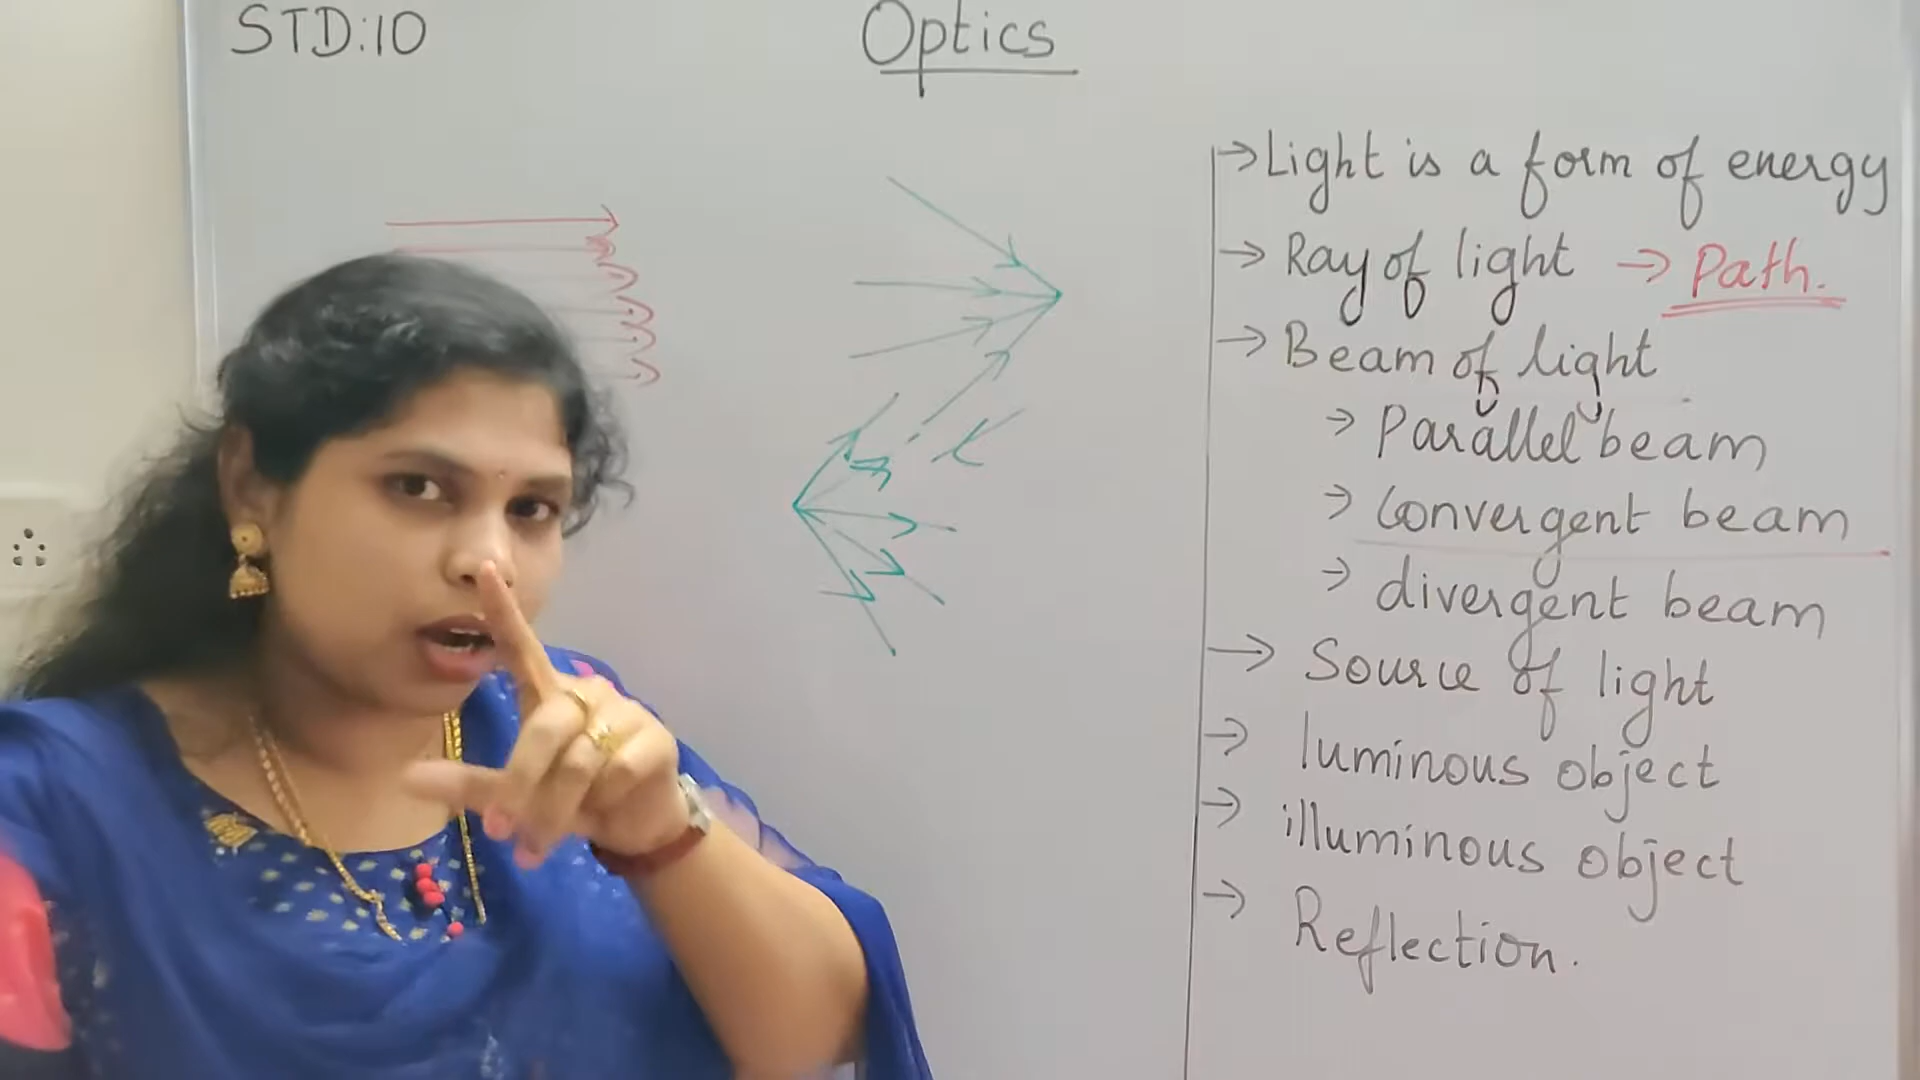 STD:10
Optics
→ Light is a form of energy
→ Ray of light → Path.
→ Beam of light
→ Parallel beam
→ Convergent beam
→ divergent beam
→ Source of light
→ luminous object
→ illuminous object
→ Reflection.